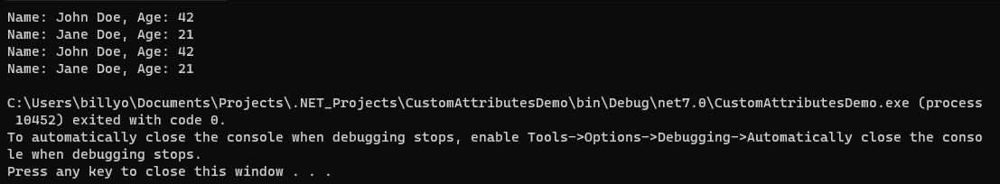 Name: John Doe, Age: 42
Name: Jane Doe, Age: 21
Name: John Doe, Age: 42
Name: Jane Doe, Age: 21
C:\Users\billyo\Documents\Projects\.NET_Projects\CustomAttributesDemo\bin\Debug\net7.0\CustomAttributesDemo.exe (process
 10452) exited with code 0.
To automatically close the console when debugging stops, enable Tools->Options->Debugging->Automatically close the conso
le when debugging stops.
Press any key to close this window . . .